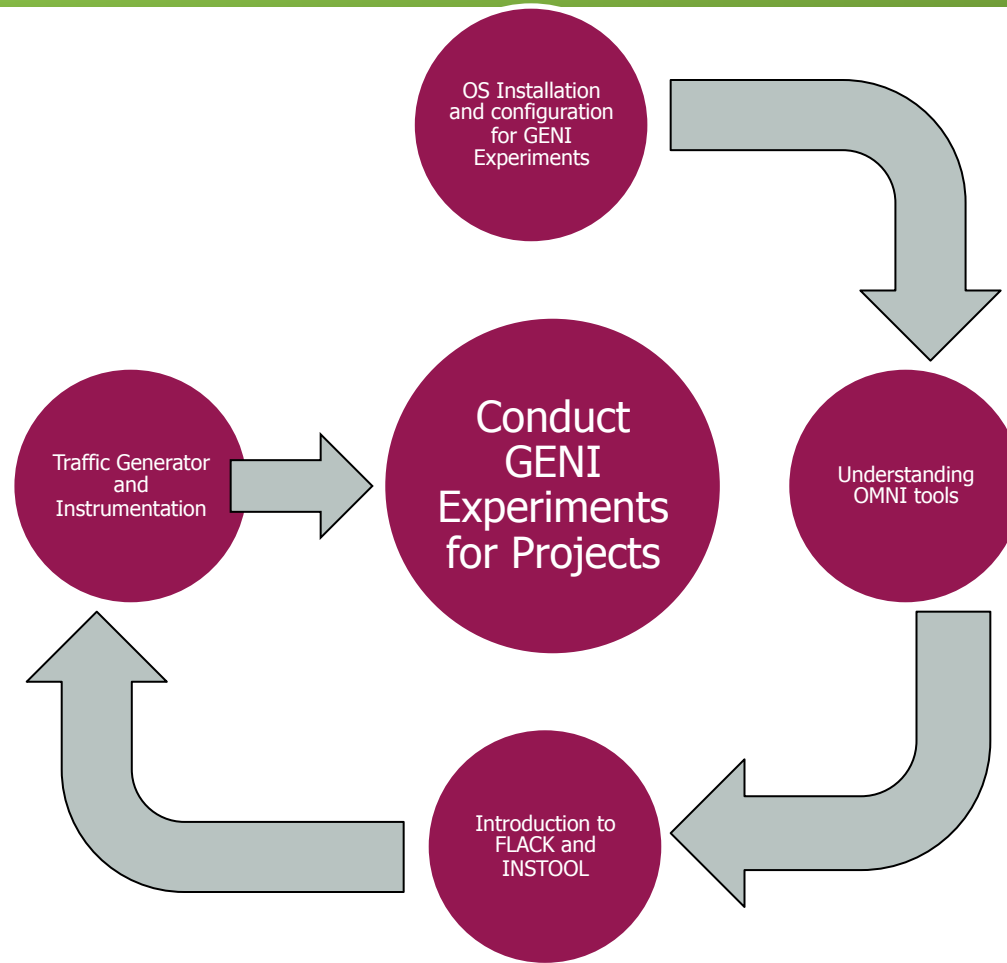 OS Installation
and configuration
for GENI
Experiments
Conduct
GENI
Experiments
for Projects
Traffic Generator
and
Instrumentation
Understanding
OMNI tools
Introduction to
FLACK and
INSTOOL